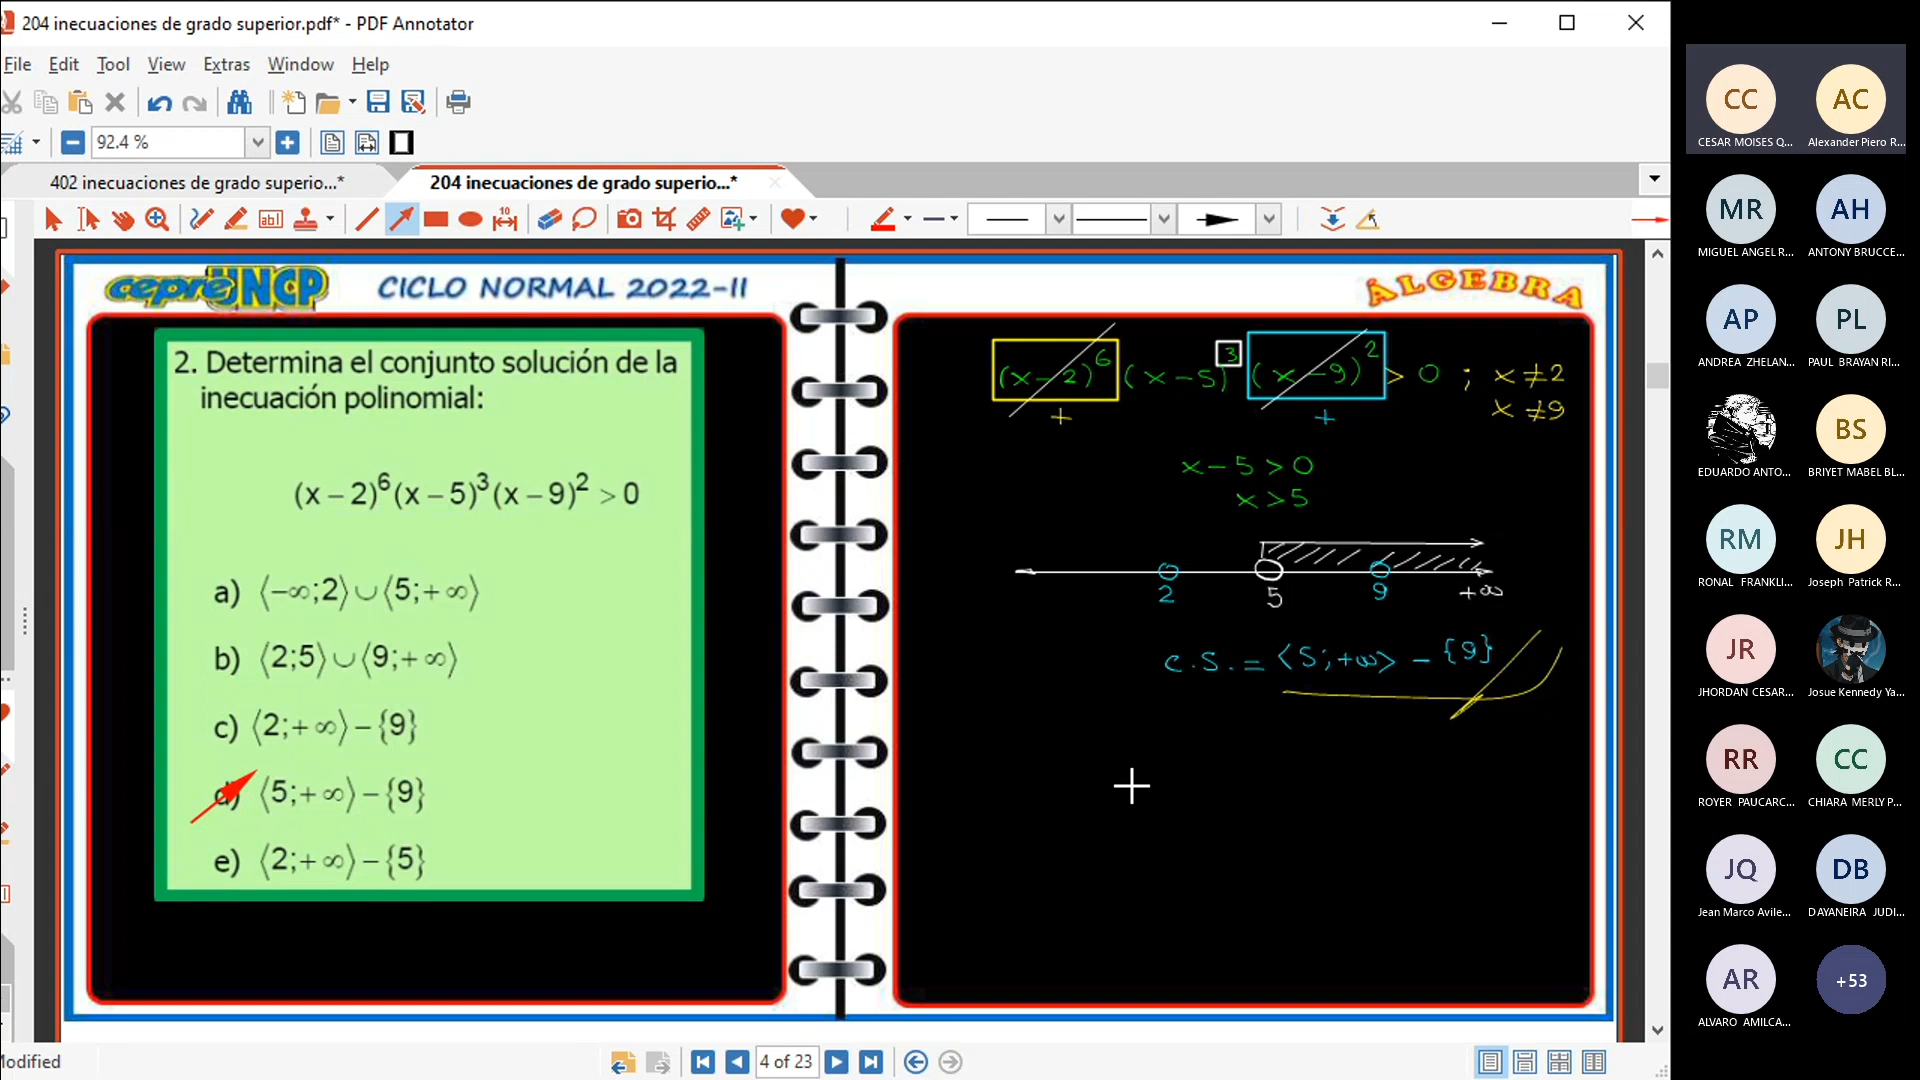 204 inecuaciones de grado superior.pdf* - PDF Annotator
File Edit Tool View Extras Window Help
92.4 %
402 inecuaciones de grado superio...*
204 inecuaciones de grado superio...*
10
cepreUNCP
CICLO NORMAL 2022-II
ÁLGEBRA
2. Determina el conjunto solución de la
inecuación polinomial:
(x – 2)⁶(x – 5)³(x – 9)² > 0
a) ⟨–∞;2⟩∪⟨5;+∞⟩
b) ⟨2;5⟩∪⟨9;+∞⟩
c) ⟨2;+∞⟩–{9}
d) ⟨5;+∞⟩–{9}
e) ⟨2;+∞⟩–{5}
(x-2)⁶ (x-5)³ (x-9)² > 0 ; x≠2
x≠9
+ +
x-5>0
x>5
2 5 9 +∞
C.S. = ⟨5;+∞⟩ - {9}
Modified
4 of 23
CC AC
CESAR MOISES Q... Alexander Piero R...
MR AH
MIGUEL ANGEL R... ANTONY BRUCCE...
AP PL
ANDREA ZHELAN... PAUL BRAYAN RI...
BS
EDUARDO ANTO... BRIYET MABEL BL...
RM JH
RONAL FRANKLI... Joseph Patrick R...
JR
JHORDAN CESAR... Josue Kennedy Ya...
RR CC
ROYER PAUCARC... CHIARA MERLY P...
JQ DB
Jean Marco Avile... DAYANEIRA JUDI...
AR +53
ALVARO AMILCA...